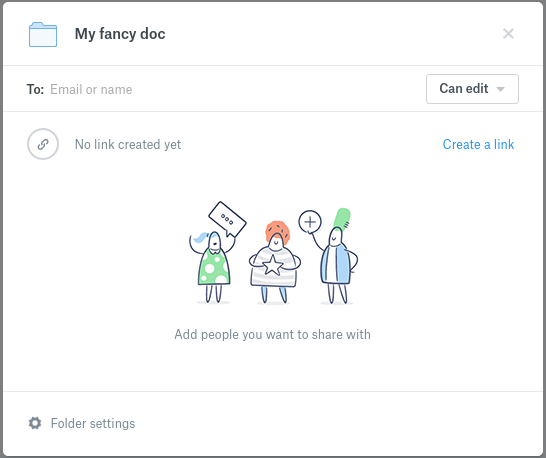 My fancy doc
To: Email or name
Can edit
No link created yet
Create a link
Add people you want to share with
Folder settings